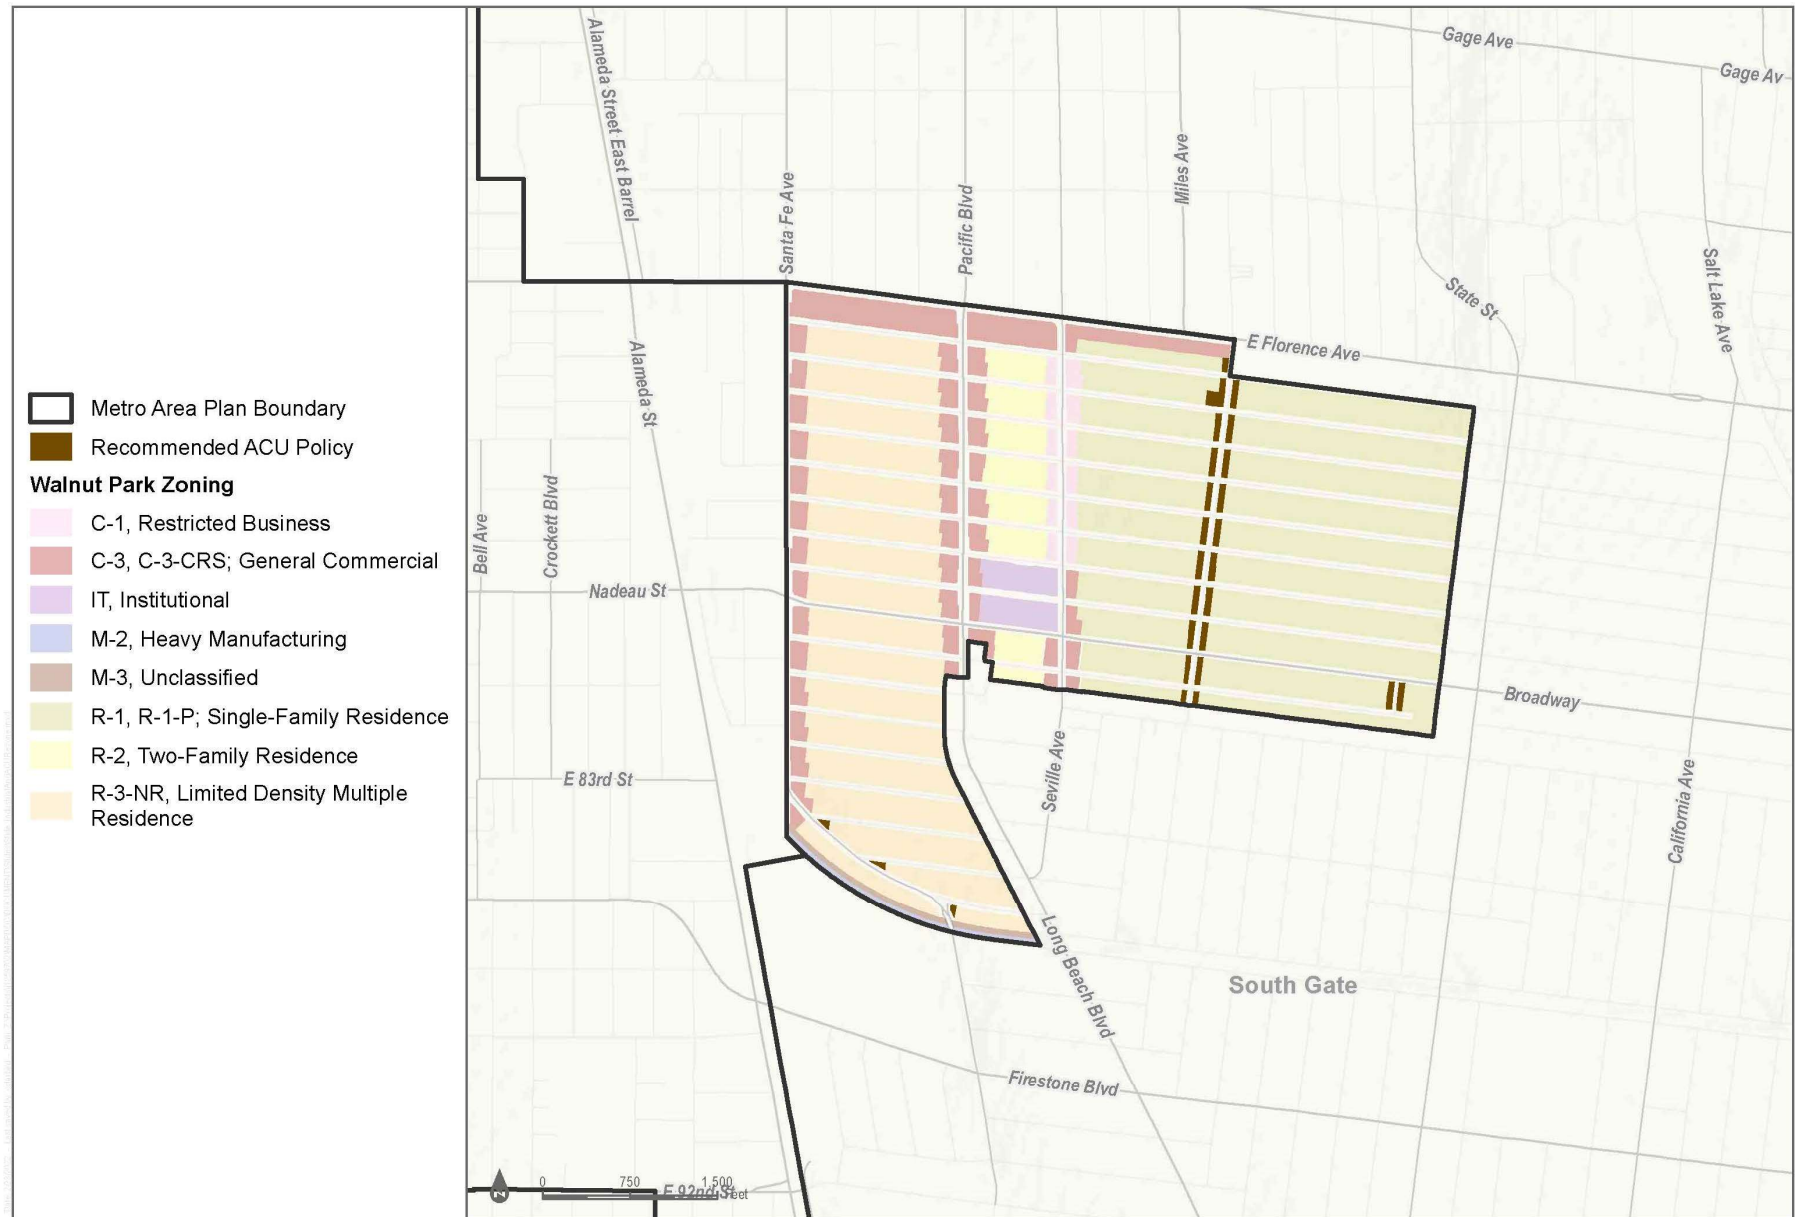 Metro Area Plan Boundary
Recommended ACU Policy
Walnut Park Zoning
C-1, Restricted Business
C-3, C-3-CRS; General Commercial
IT, Institutional
M-2, Heavy Manufacturing
M-3, Unclassified
R-1, R-1-P; Single-Family Residence
R-2, Two-Family Residence
R-3-NR, Limited Density Multiple
Residence
Gage Ave
Gage Av
Alameda Street East Barrel
Santa Fe Ave
Pacific Blvd
Miles Ave
State St
Salt Lake Ave
E Florence Ave
Alameda St
Bell Ave
Crockett Blvd
Nadeau St
Broadway
E 83rd St
Seville Ave
California Ave
Long Beach Blvd
South Gate
Firestone Blvd
E 92nd St
0 750 1,500
Feet
N